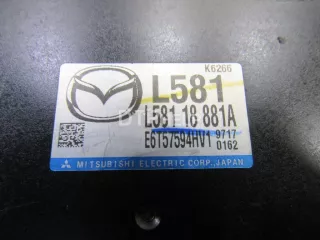 K6266
L581
L581 18 881A
E6T57594HV1 9717
0162
MITSUBISHI ELECTRIC CORP., JAPAN